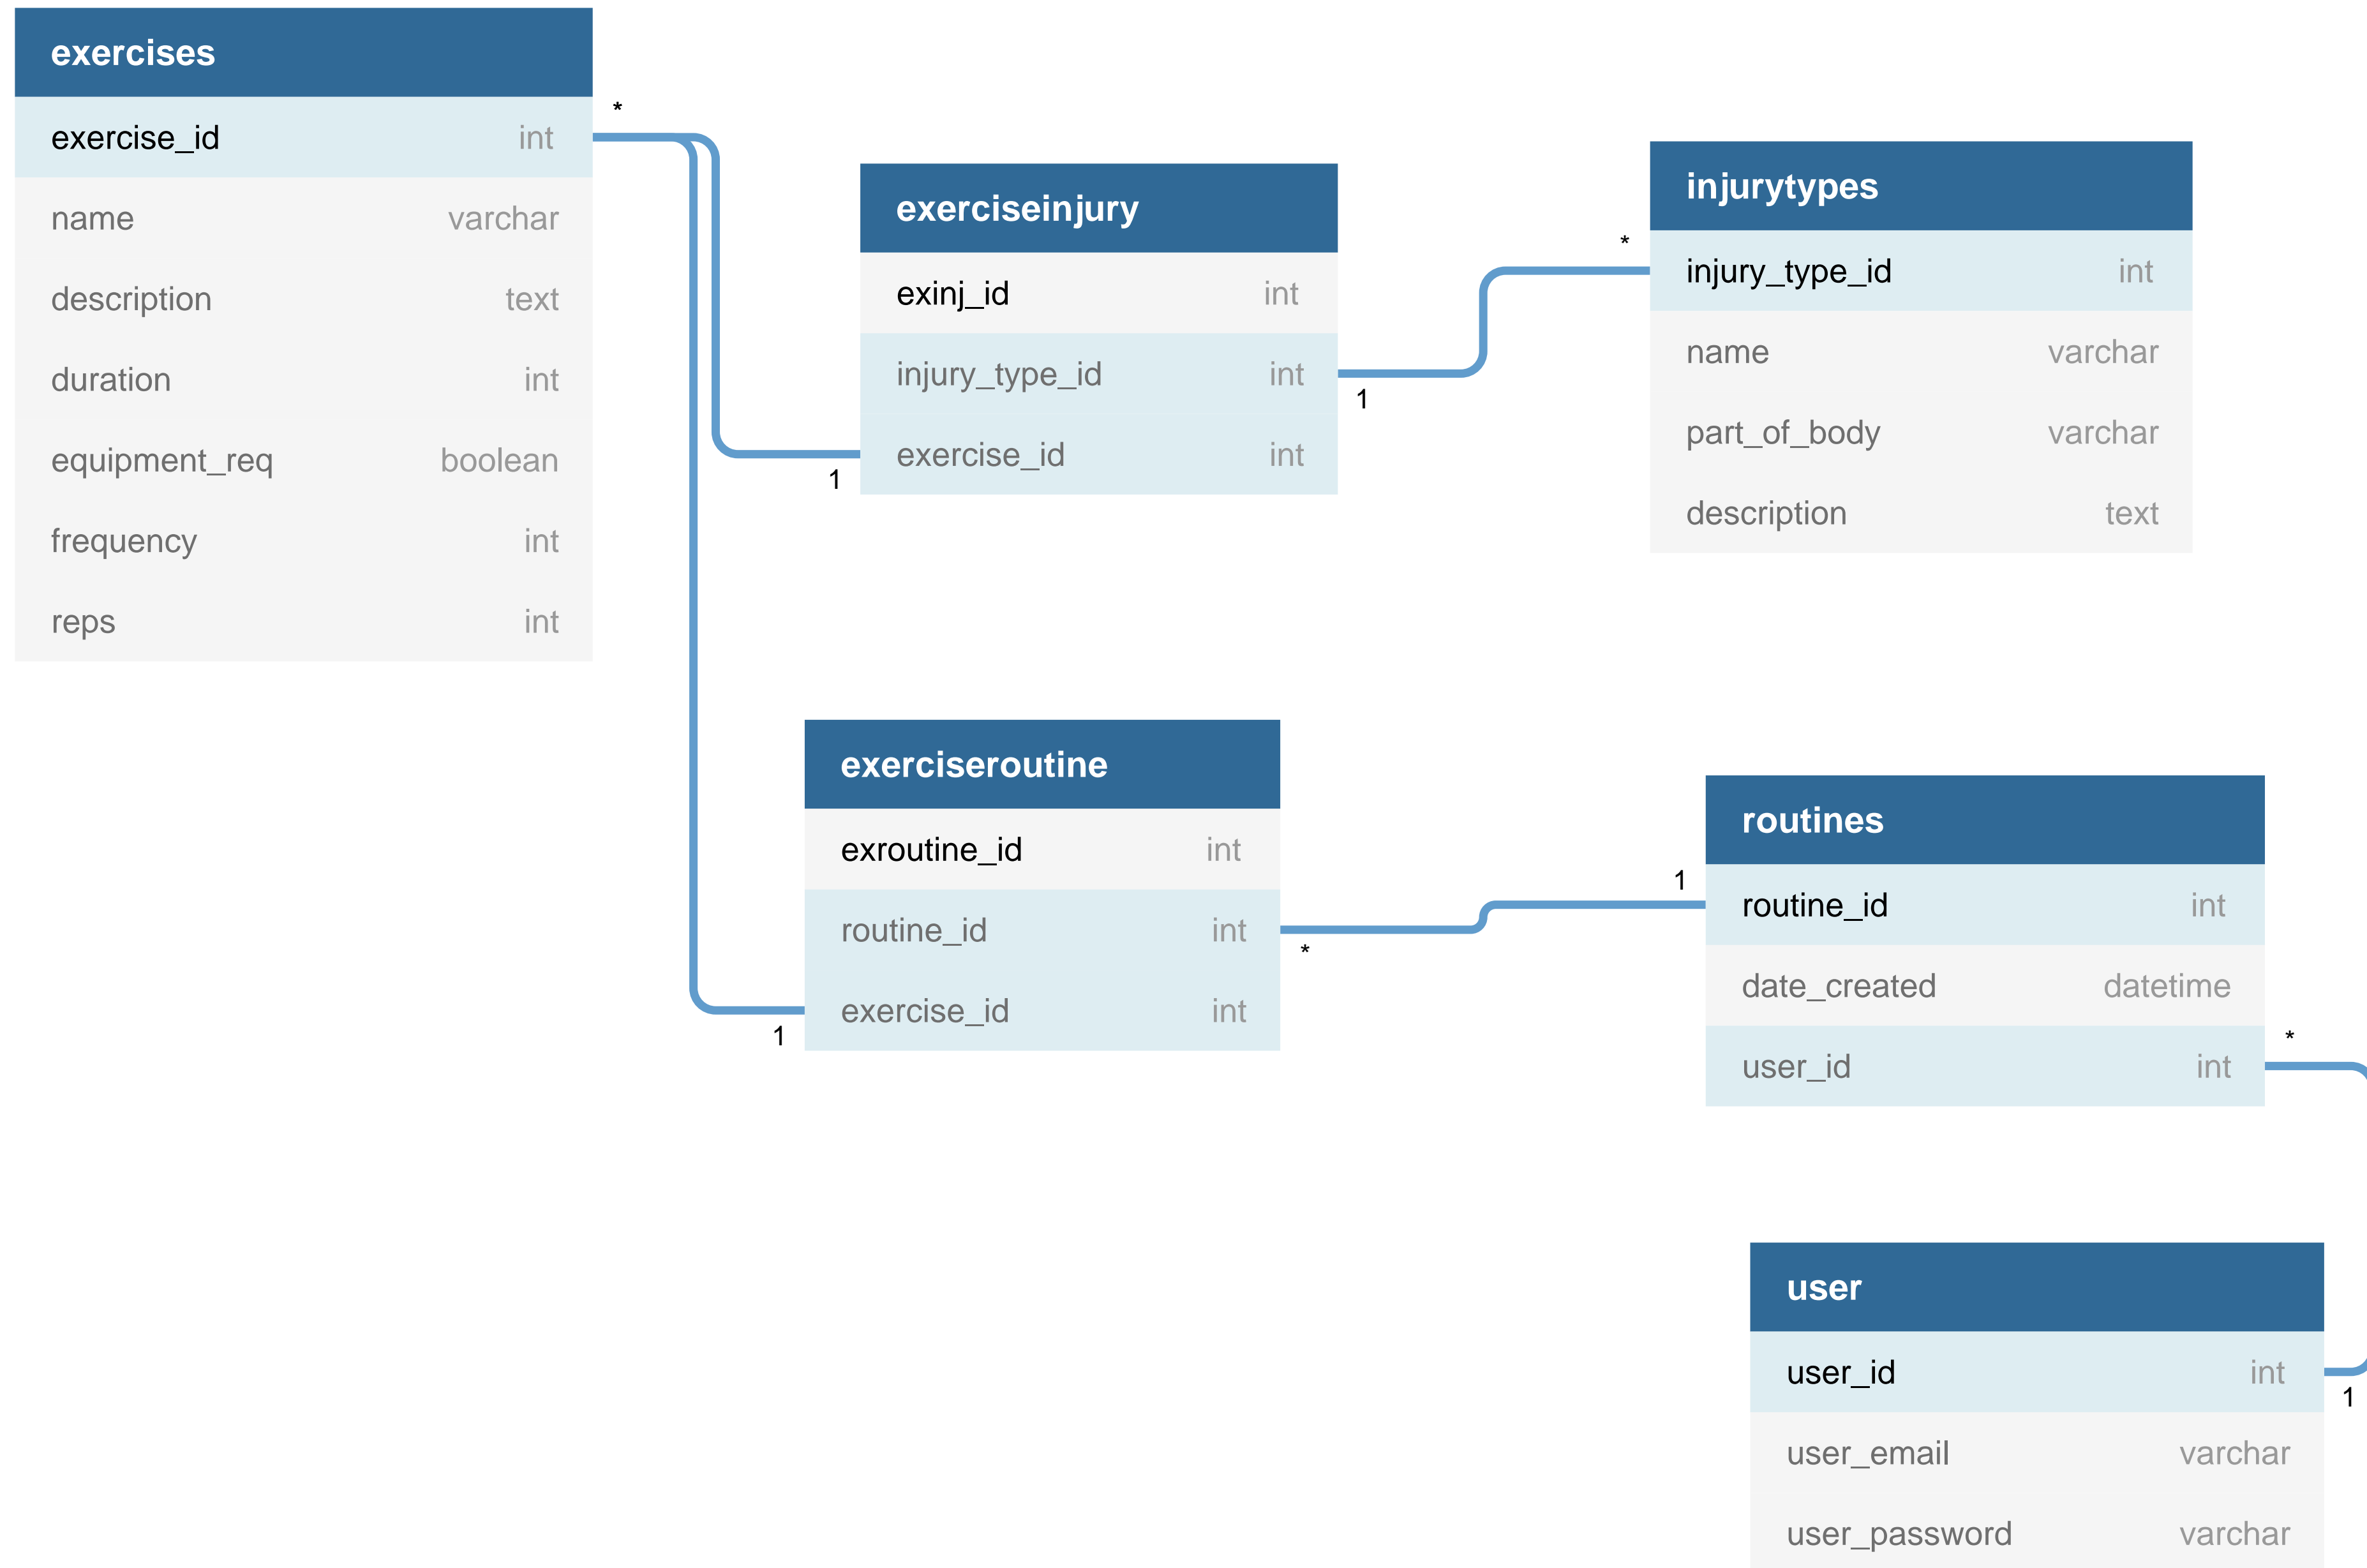 exercises
exercise_id int
name varchar
description text
duration int
equipment_req boolean
frequency int
reps int
*
exerciseinjury
exinj_id int
injury_type_id int
exercise_id int
1
1
injurytypes
*
injury_type_id int
name varchar
part_of_body varchar
description text
exerciseroutine
exroutine_id int
routine_id int
exercise_id int
*
1
routines
1
routine_id int
date_created datetime
user_id int
*
user
user_id int
1
user_email varchar
user_password varchar